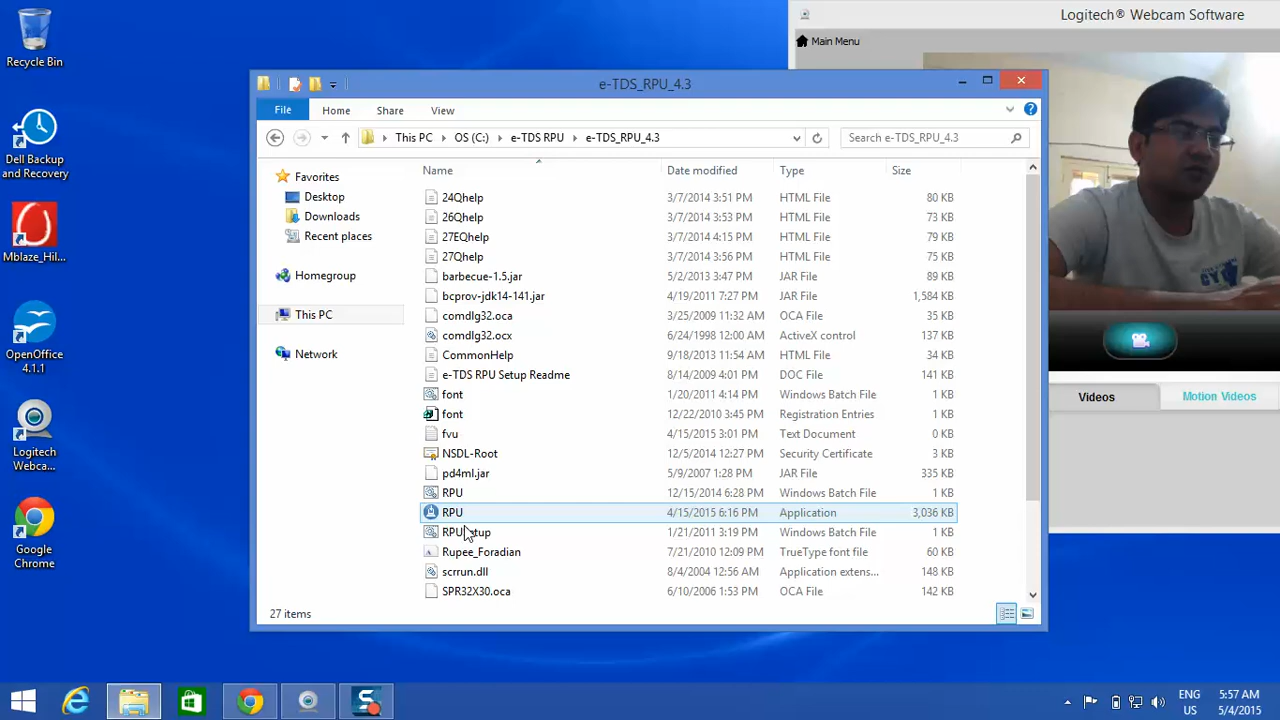 Recycle Bin
Dell Backup
and Recovery
Mblaze_Hil...
OpenOffice
4.1.1
Logitech
Webca...
Google
Chrome
Logitech® Webcam Software
Main Menu
Videos
Motion Videos
e-TDS_RPU_4.3
File Home Share View
This PC OS (C:) e-TDS RPU e-TDS_RPU_4.3
Search e-TDS_RPU_4.3
Favorites
Desktop
Downloads
Recent places
Homegroup
This PC
Network
Name Date modified Type Size
24Qhelp 3/7/2014 3:51 PM HTML File 80 KB
26Qhelp 3/7/2014 3:53 PM HTML File 73 KB
27EQhelp 3/7/2014 4:15 PM HTML File 79 KB
27Qhelp 3/7/2014 3:56 PM HTML File 75 KB
barbecue-1.5.jar 5/2/2013 3:47 PM JAR File 89 KB
bcprov-jdk14-141.jar 4/19/2011 7:27 PM JAR File 1,584 KB
comdlg32.oca 3/25/2009 11:32 AM OCA File 35 KB
comdlg32.ocx 6/24/1998 12:00 AM ActiveX control 137 KB
CommonHelp 9/18/2013 11:54 AM HTML File 34 KB
e-TDS RPU Setup Readme 8/14/2009 4:01 PM DOC File 141 KB
font 1/20/2011 4:14 PM Windows Batch File 1 KB
font 12/22/2010 3:45 PM Registration Entries 1 KB
fvu 4/15/2015 3:01 PM Text Document 0 KB
NSDL-Root 12/5/2014 12:27 PM Security Certificate 3 KB
pd4ml.jar 5/9/2007 1:28 PM JAR File 335 KB
RPU 12/15/2014 6:28 PM Windows Batch File 1 KB
RPU 4/15/2015 6:16 PM Application 3,036 KB
RPUSetup 1/21/2011 3:19 PM Windows Batch File 1 KB
Rupee_Foradian 7/21/2010 12:09 PM TrueType font file 60 KB
scrrun.dll 8/4/2004 12:56 AM Application extens... 148 KB
SPR32X30.oca 6/10/2006 1:53 PM OCA File 142 KB
27 items
ENG 5:57 AM
US 5/4/2015